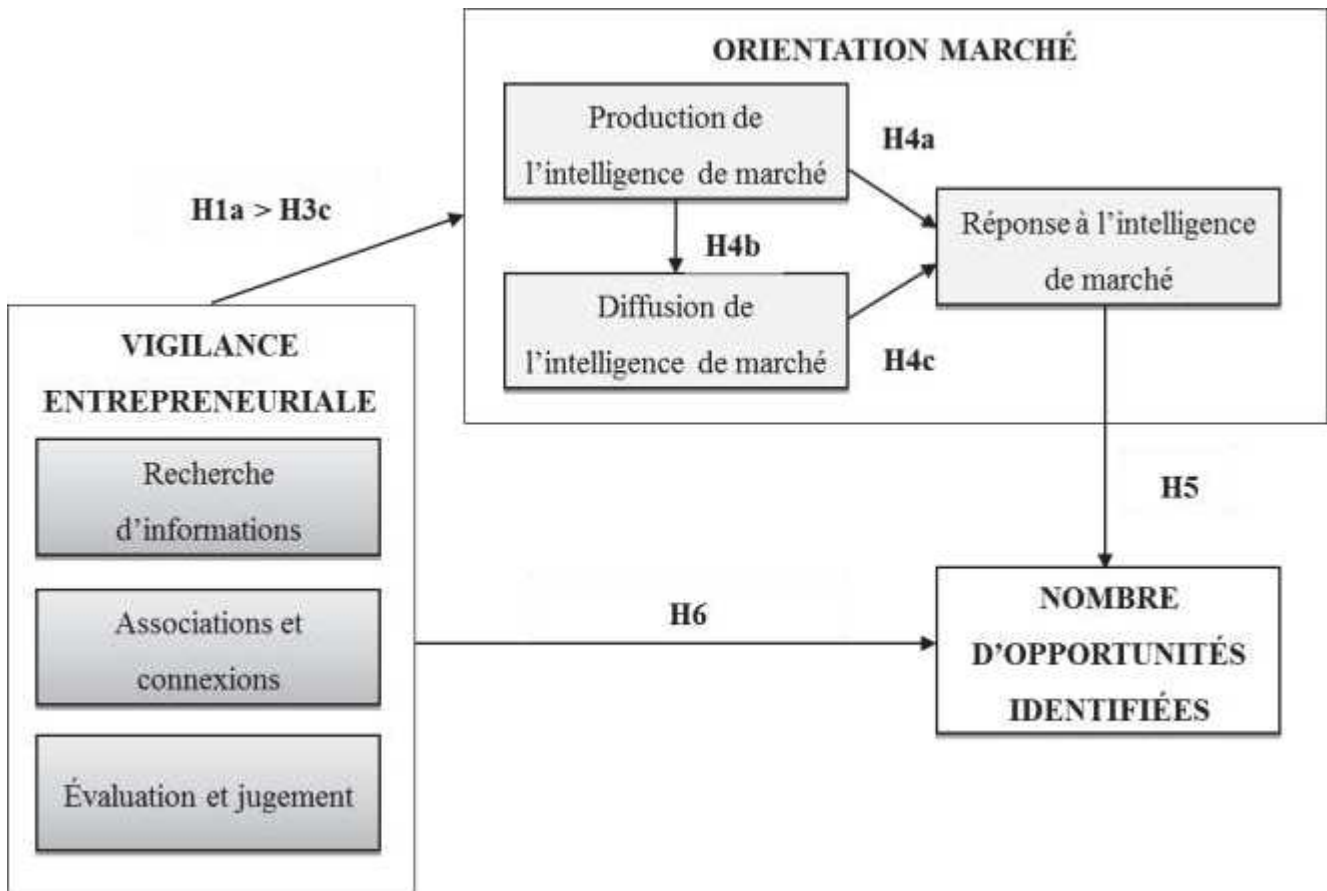 ORIENTATION MARCHÉ
Production de
l’intelligence de marché
H4a
H1a > H3c
Réponse à l’intelligence
de marché
H4b
Diffusion de
l’intelligence de marché
H4c
VIGILANCE
ENTREPRENEURIALE
Recherche
d’informations
H5
Associations et
connexions
H6
NOMBRE
D’OPPORTUNITÉS
IDENTIFIÉES
Évaluation et jugement